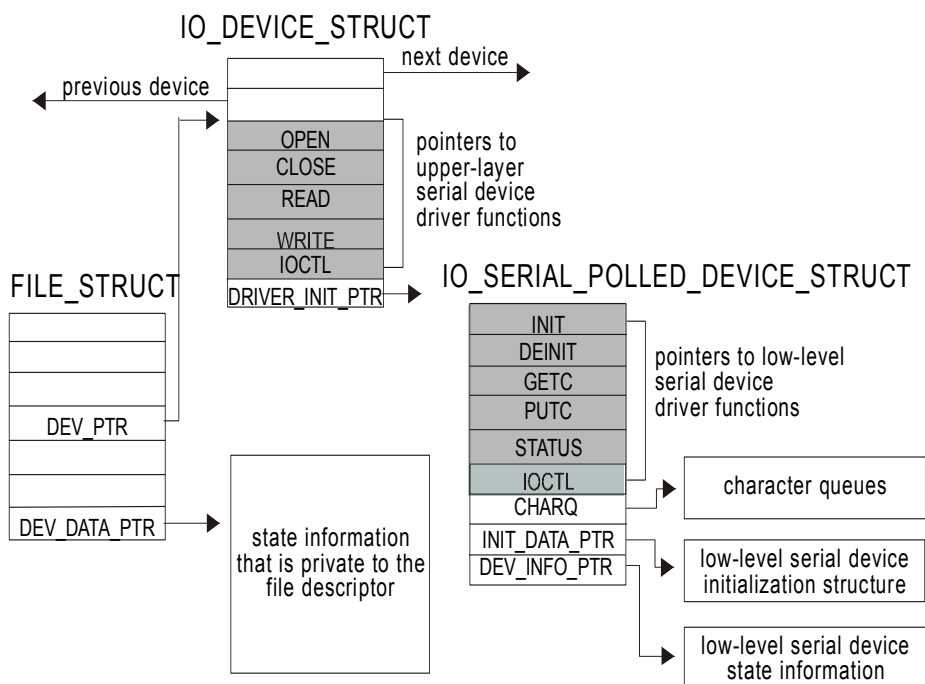 IO_DEVICE_STRUCT
next device
previous device
OPEN
CLOSE
READ
WRITE
IOCTL
DRIVER_INIT_PTR
pointers to
upper-layer
serial device
driver functions
FILE_STRUCT
DEV_PTR
DEV_DATA_PTR
state information
that is private to the
file descriptor
IO_SERIAL_POLLED_DEVICE_STRUCT
INIT
DEINIT
GETC
PUTC
STATUS
IOCTL
CHARQ
INIT_DATA_PTR
DEV_INFO_PTR
pointers to low-level
serial device
driver functions
character queues
low-level serial device
initialization structure
low-level serial device
state information